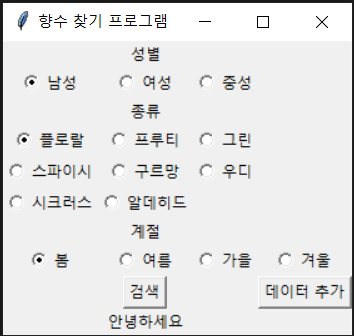 향수 찾기 프로그램
성별
남성 여성 중성
종류
플로랄 프루티 그린
스파이시 구르망 우디
시크러스 알데히드
계절
봄 여름 가을 겨울
검색 데이터 추가
안녕하세요